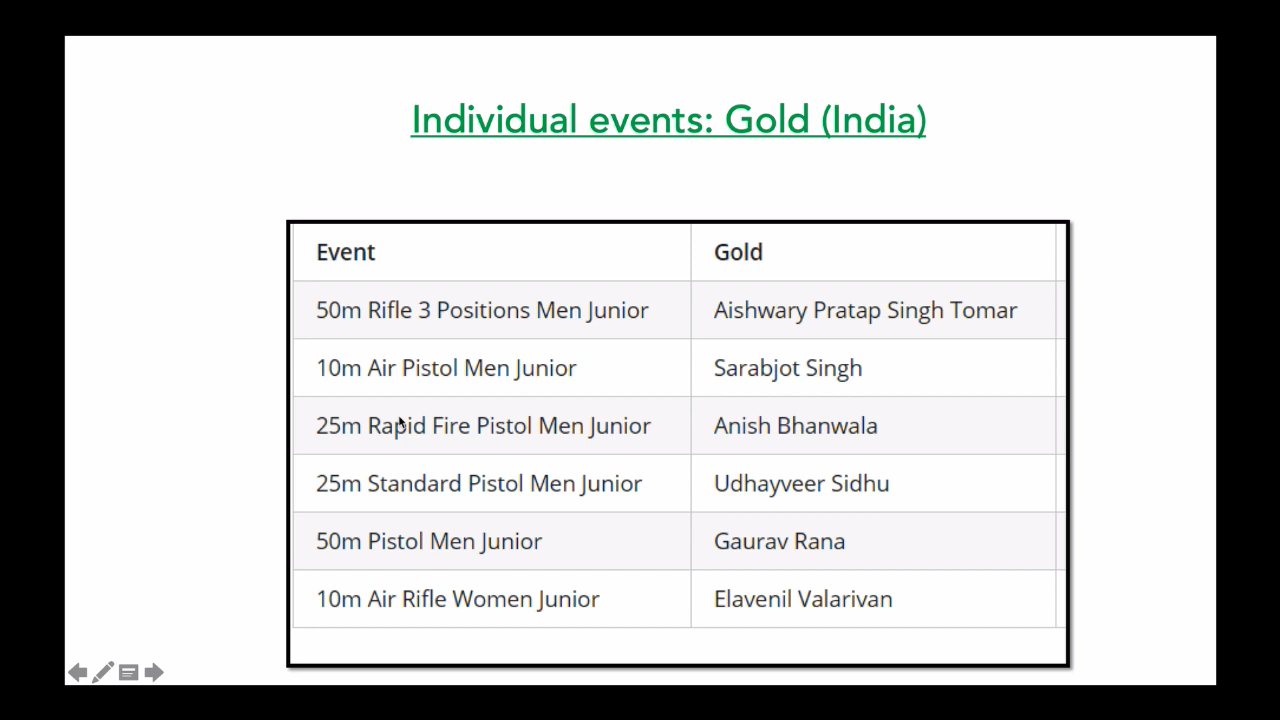 Individual events: Gold (India)
Event Gold
50m Rifle 3 Positions Men Junior Aishwary Pratap Singh Tomar
10m Air Pistol Men Junior Sarabjot Singh
25m Rapid Fire Pistol Men Junior Anish Bhanwala
25m Standard Pistol Men Junior Udhayveer Sidhu
50m Pistol Men Junior Gaurav Rana
10m Air Rifle Women Junior Elavenil Valarivan